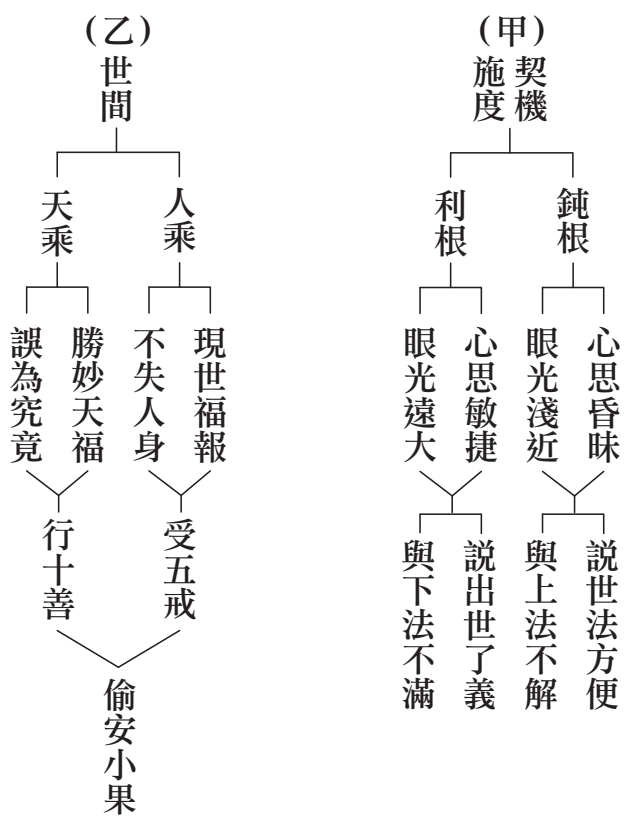 (甲)
契機
施度
鈍根
心思昏昧
眼光淺近
說世法方便
與上法不解
利根
心思敏捷
眼光遠大
說出世了義
與下法不滿
(乙)
世間
人乘
現世福報
不失人身
受五戒
天乘
勝妙天福
誤為究竟
行十善
偷安小果